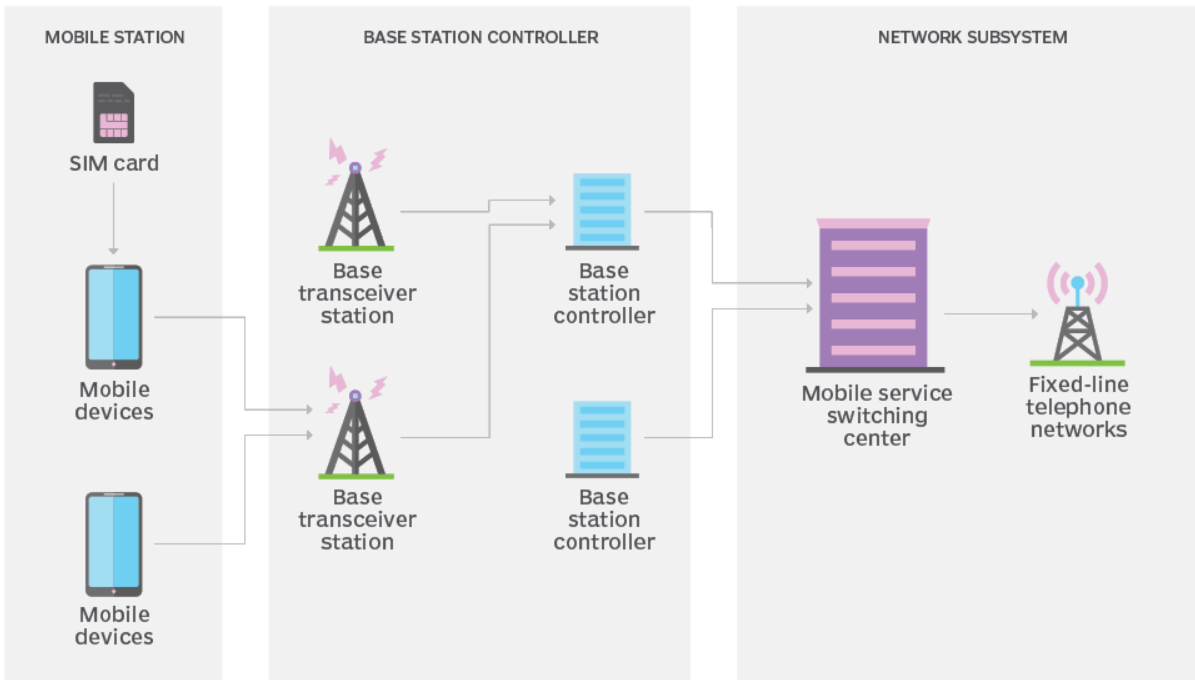 MOBILE STATION
SIM card
Mobile
devices
Mobile
devices
BASE STATION CONTROLLER
Base
transceiver
station
Base
station
controller
Base
transceiver
station
Base
station
controller
NETWORK SUBSYSTEM
Mobile service
switching
center
Fixed-line
telephone
networks